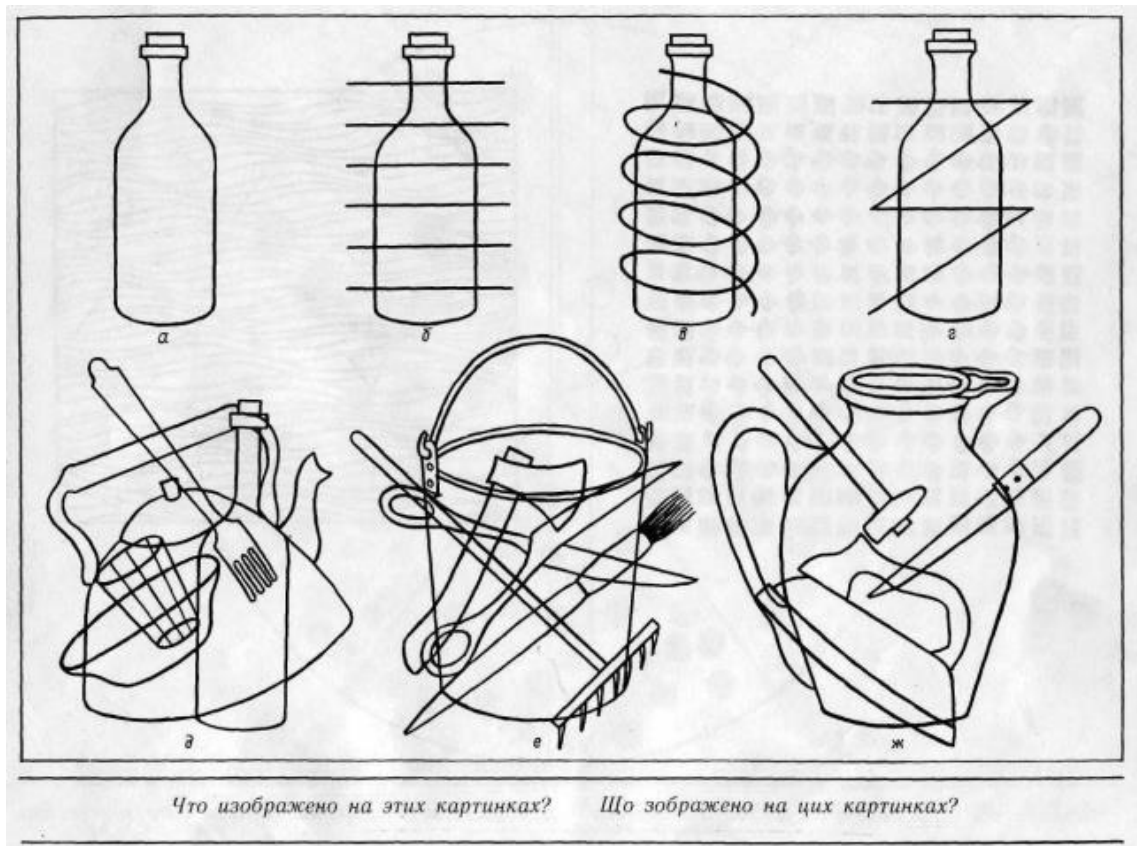 а б в г
д е ж
Что изображено на этих картинках? Що зображено на цих картинках?